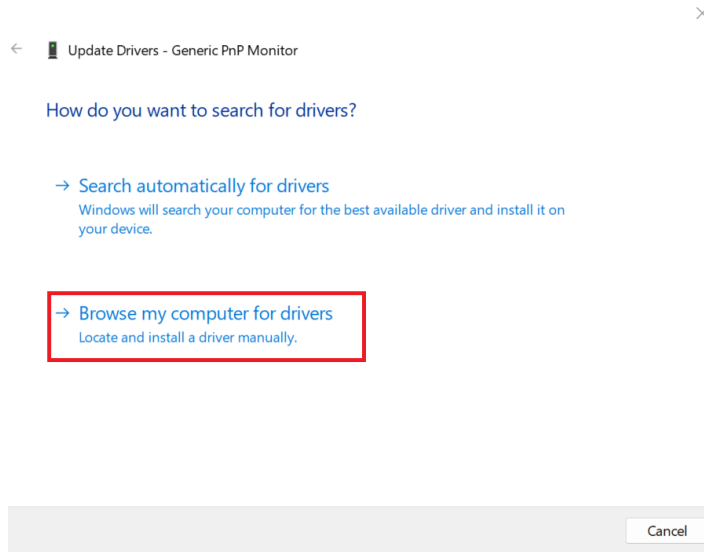 Update Drivers - Generic PnP Monitor
How do you want to search for drivers?
Search automatically for drivers
Windows will search your computer for the best available driver and install it on
your device.
Browse my computer for drivers
Locate and install a driver manually.
Cancel